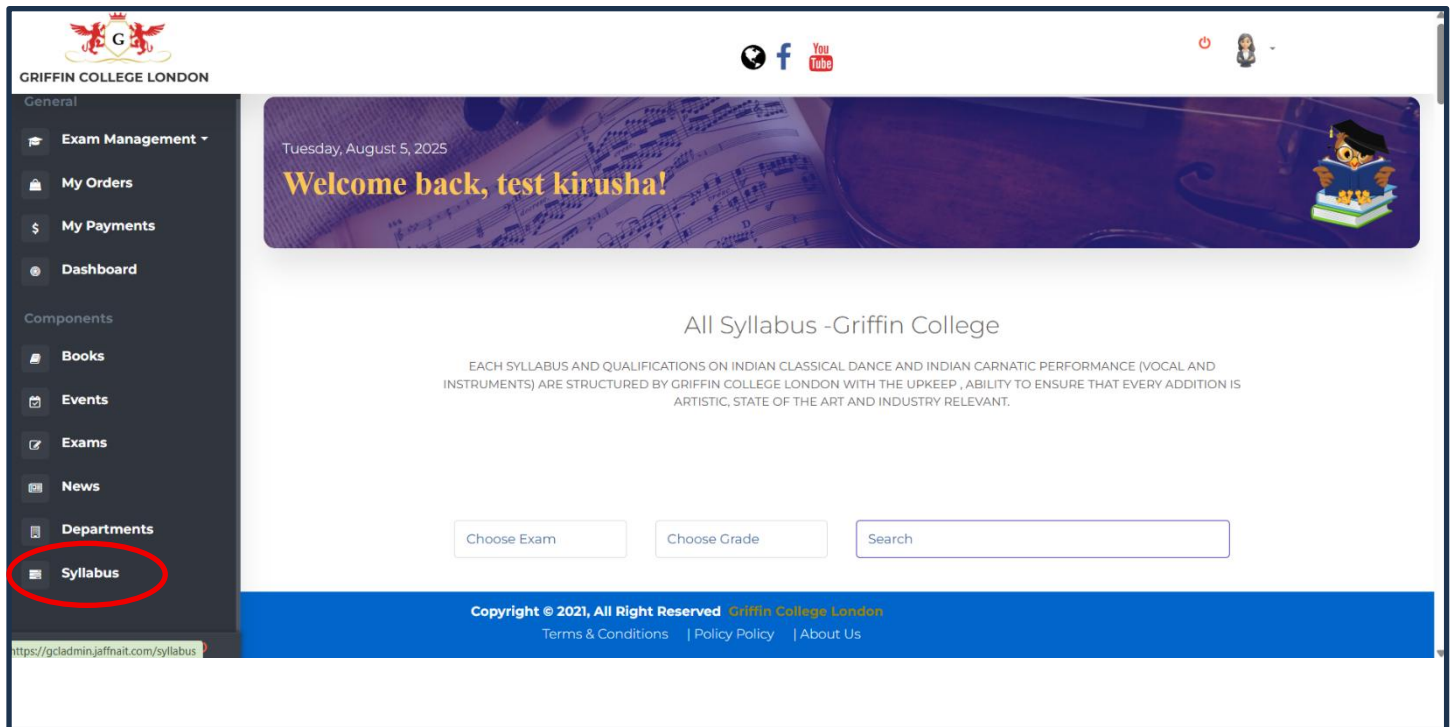 G
GRIFFIN COLLEGE LONDON
You
Tube
General
Exam Management
My Orders
$ My Payments
Dashboard
Components
Books
Events
Exams
News
Departments
Syllabus
https://gcladmin.jaffnait.com/syllabus
Tuesday, August 5, 2025
Welcome back, test kirusha!
All Syllabus -Griffin College
EACH SYLLABUS AND QUALIFICATIONS ON INDIAN CLASSICAL DANCE AND INDIAN CARNATIC PERFORMANCE (VOCAL AND
INSTRUMENTS) ARE STRUCTURED BY GRIFFIN COLLEGE LONDON WITH THE UPKEEP , ABILITY TO ENSURE THAT EVERY ADDITION IS
ARTISTIC, STATE OF THE ART AND INDUSTRY RELEVANT.
Choose Exam Choose Grade Search
Copyright © 2021, All Right Reserved Griffin College London
Terms & Conditions | Policy Policy | About Us